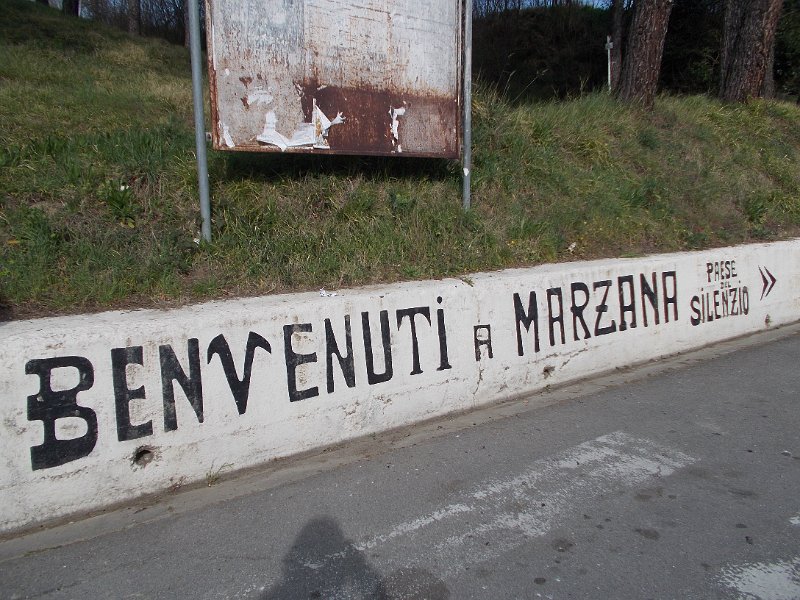 BENVENUTi A MARZANA PAESE
DEL
SILENZIO >>